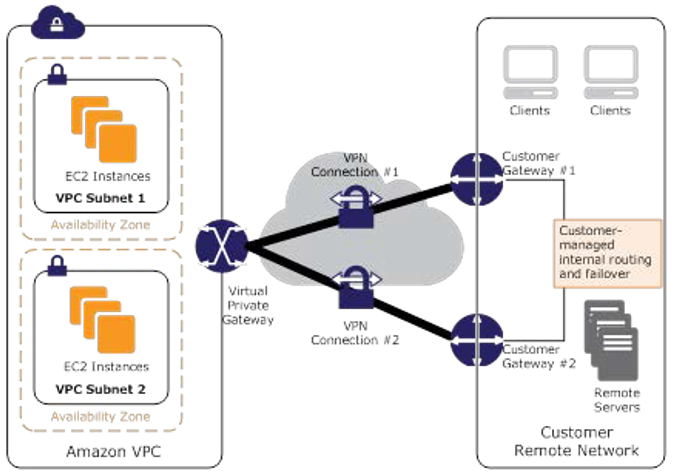 EC2 Instances
VPC Subnet 1
Availability Zone
EC2 Instances
VPC Subnet 2
Availability Zone
Amazon VPC
Virtual
Private
Gateway
VPN
Connection #1
VPN
Connection #2
Clients
Clients
Customer
Gateway #1
Customer-
managed
internal routing
and failover
Customer
Gateway #2
Remote
Servers
Customer
Remote Network